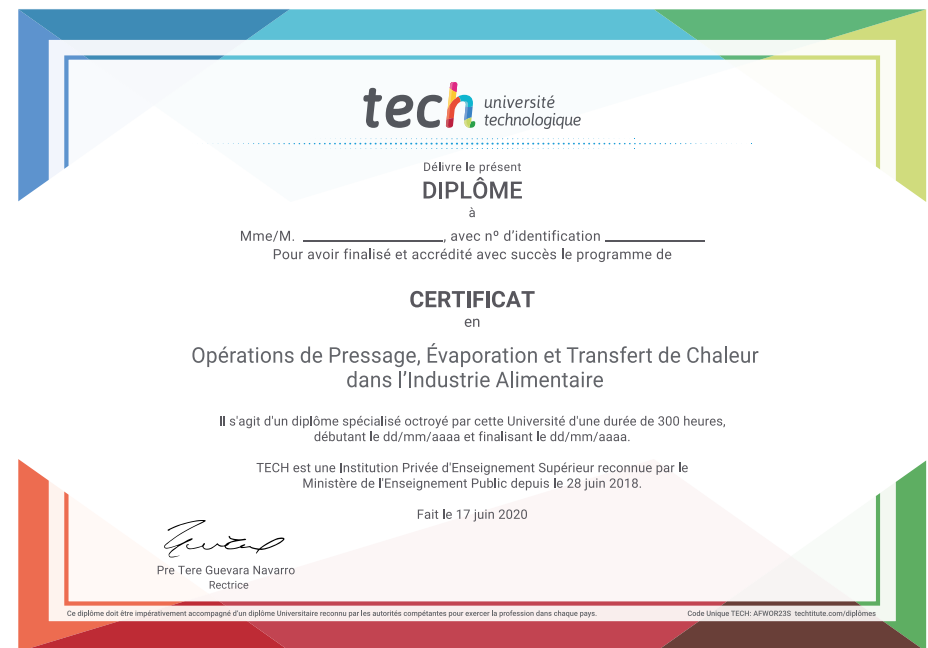 tech université
technologique
Délivre le présent
DIPLÔME
à
Mme/M. ____________________, avec nº d'identification ______________
Pour avoir finalisé et accrédité avec succès le programme de
CERTIFICAT
en
Opérations de Pressage, Évaporation et Transfert de Chaleur
dans l'Industrie Alimentaire
Il s'agit d'un diplôme spécialisé octroyé par cette Université d'une durée de 300 heures,
débutant le dd/mm/aaaa et finalisant le dd/mm/aaaa.
TECH est une Institution Privée d'Enseignement Supérieur reconnue par le
Ministère de l'Enseignement Public depuis le 28 juin 2018.
Fait le 17 juin 2020
Pre Tere Guevara Navarro
Rectrice
Ce diplôme doit être impérativement accompagné d'un diplôme Universitaire reconnu par les autorités compétantes pour exercer la profession dans chaque pays. Code Unique TECH: AFWOR23S techtitute.com/diplômes